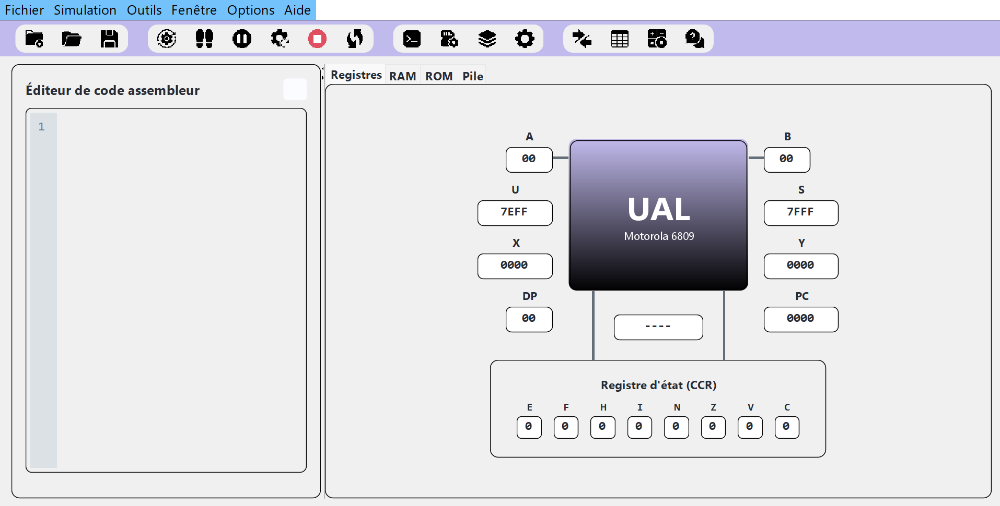 Fichier Simulation Outils Fenêtre Options Aide
Éditeur de code assembleur
1
Registres RAM ROM Pile
A
00
B
00
U
7EFF
S
7FFF
UAL
Motorola 6809
X
0000
Y
0000
DP
00
PC
0000
----
Registre d'état (CCR)
E F H I N Z V C
0 0 0 0 0 0 0 0